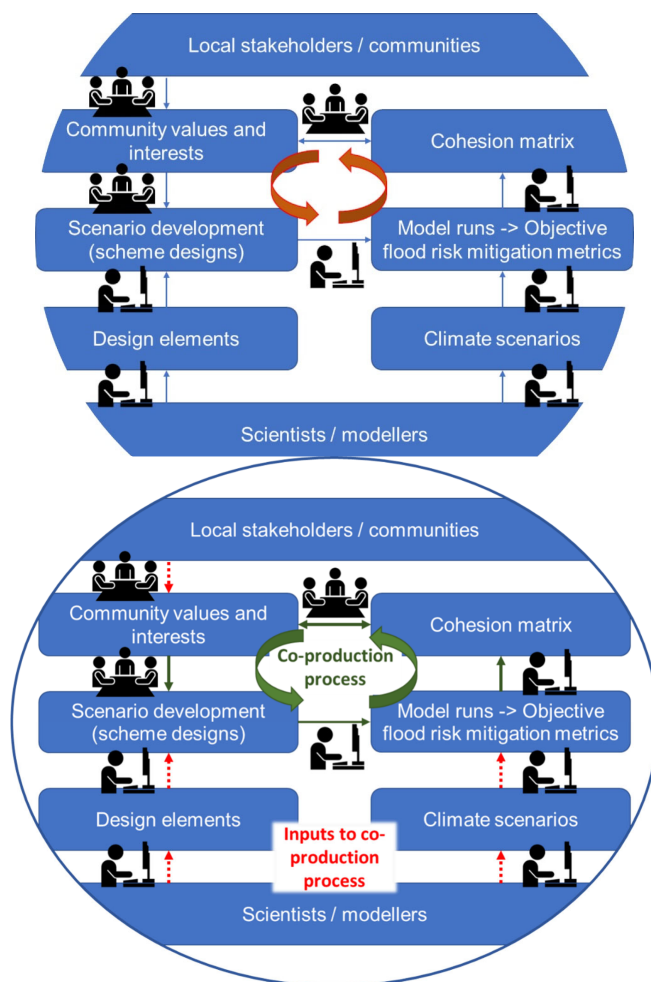 Local stakeholders / communities
Community values and
interests
Cohesion matrix
Scenario development
(scheme designs)
Model runs -> Objective
flood risk mitigation metrics
Design elements
Climate scenarios
Scientists / modellers
Local stakeholders / communities
Community values and
interests
Cohesion matrix
Co-production
process
Scenario development
(scheme designs)
Model runs -> Objective
flood risk mitigation metrics
Design elements
Inputs to co-
production
process
Climate scenarios
Scientists / modellers